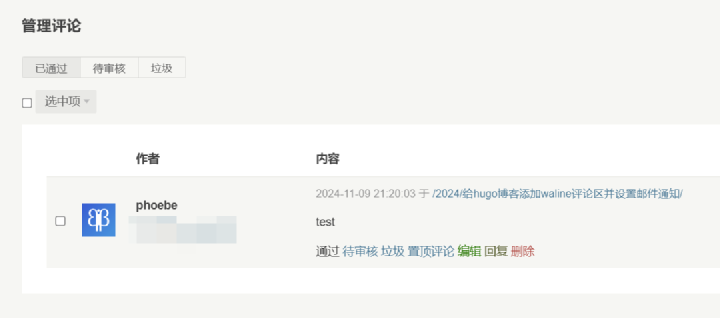 管理评论
已通过 待审核 垃圾
选中项
作者 内容
phoebe
2024-11-09 21:20:03 于 /2024/给hugo博客添加waline评论区并设置邮件通知/
test
通过 待审核 垃圾 置顶评论 编辑 回复 删除